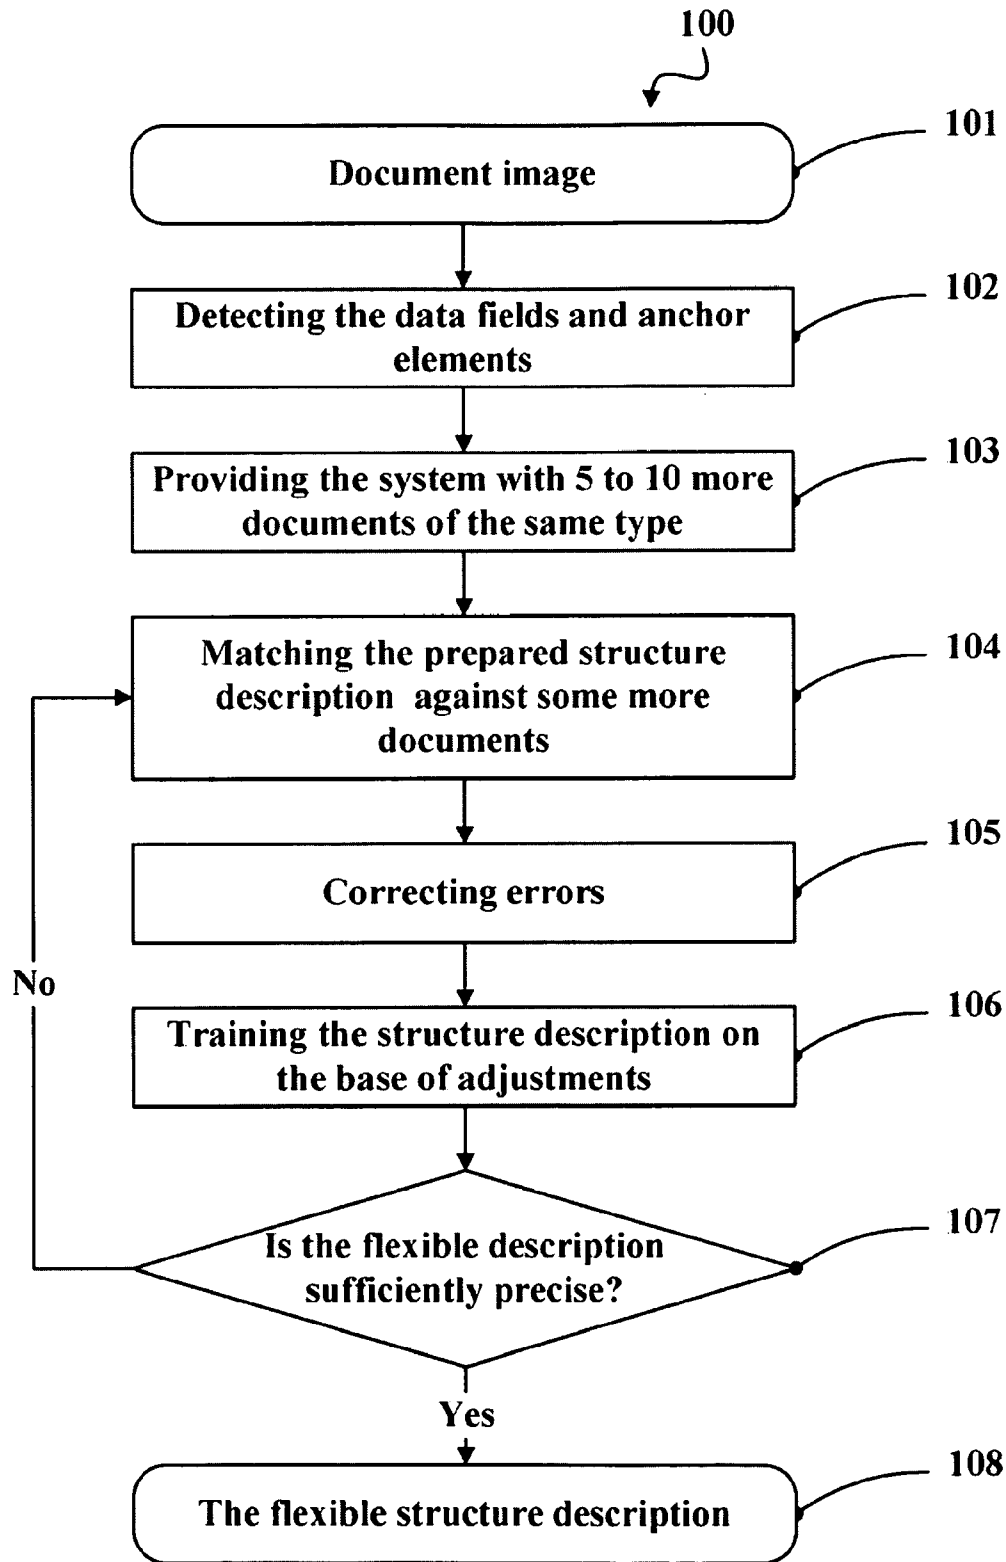 100
101
Document image
102
Detecting the data fields and anchor
elements
103
Providing the system with 5 to 10 more
documents of the same type
104
Matching the prepared structure
description against some more
documents
105
Correcting errors
No
106
Training the structure description on
the base of adjustments
107
Is the flexible description
sufficiently precise?
Yes
108
The flexible structure description